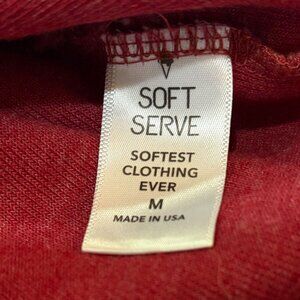 SOFT
SERVE
SOFTEST
CLOTHING
EVER
M
MADE IN USA